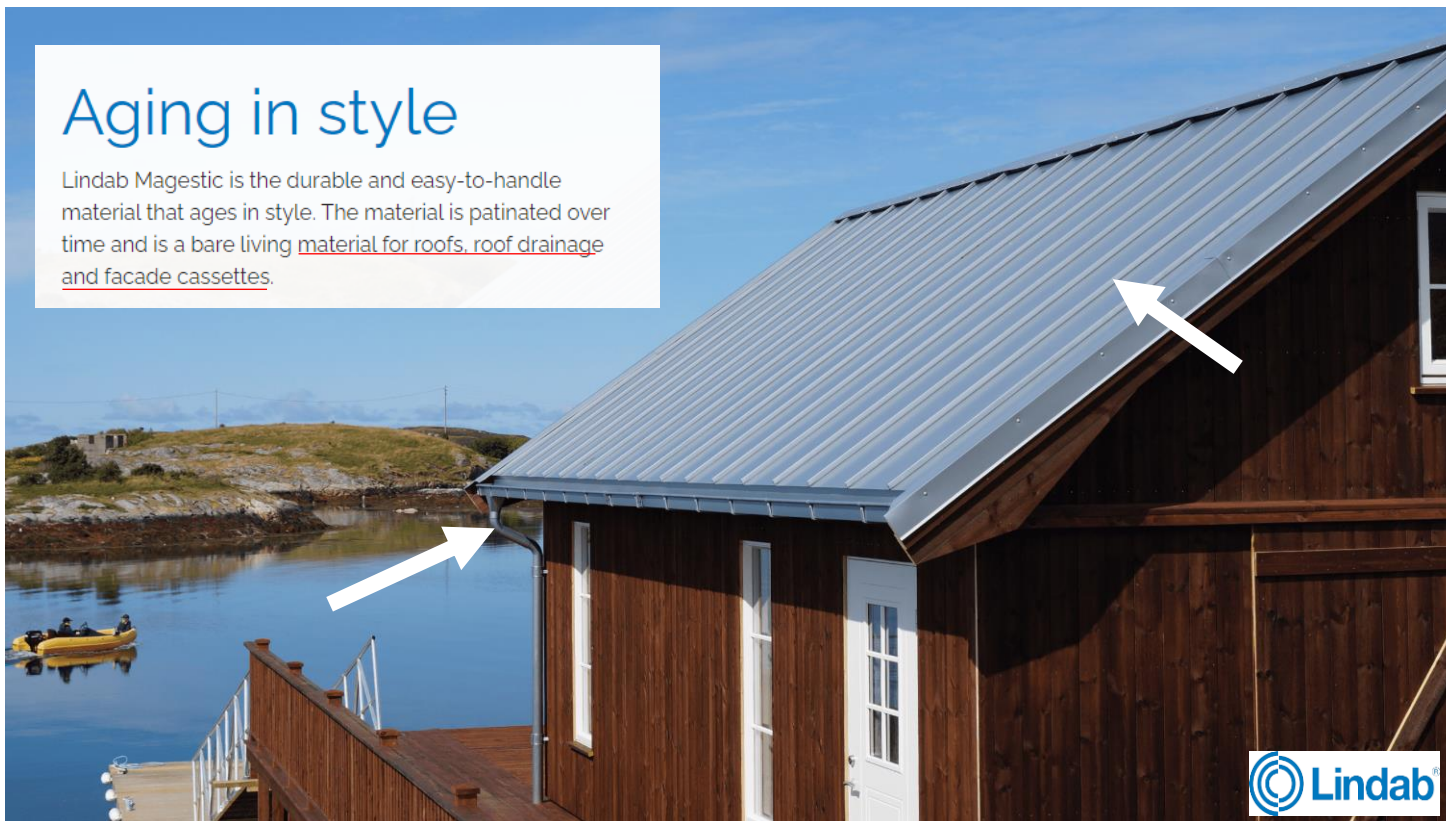 Aging in style
Lindab Magestic is the durable and easy-to-handle
material that ages in style. The material is patinated over
time and is a bare living material for roofs, roof drainage
and facade cassettes.
Lindab®